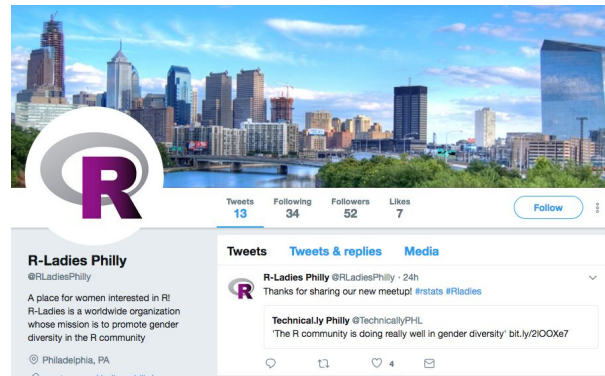 R
Tweets
13
Following
34
Followers
52
Likes
7
Follow
R-Ladies Philly
@RLadiesPhilly
A place for women interested in R!
R-Ladies is a worldwide organization
whose mission is to promote gender
diversity in the R community
Philadelphia, PA
Tweets Tweets & replies Media
R
R-Ladies Philly @RLadiesPhilly · 24h
Thanks for sharing our new meetup! #rstats #Rladies
Technical.ly Philly @TechnicallyPHL
'The R community is doing really well in gender diversity' bit.ly/2lOOXe7
4